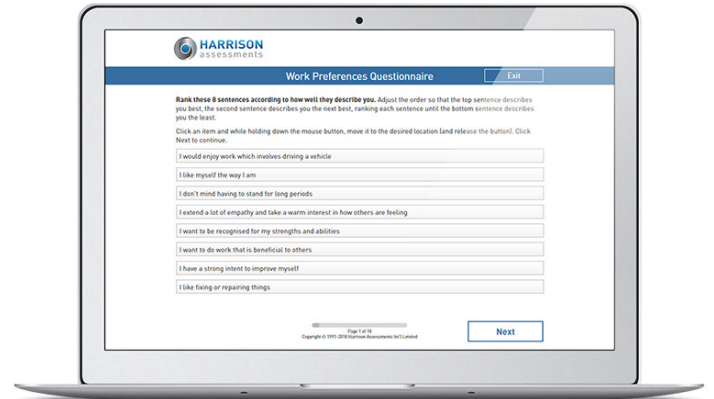 HARRISON
assessments
Work Preferences Questionnaire
Exit
Rank these 8 sentences according to how well they describe you. Adjust the order so that the top sentence describes
you best, the second sentence describes you the next best, ranking each sentence until the bottom sentence describes
you the least.
Click an item and while holding down the mouse button, move it to the desired location (and release the button). Click
Next to continue.
I would enjoy work which involves driving a vehicle
I like myself the way I am
I don't mind having to stand for long periods
I extend a lot of empathy and take a warm interest in how others are feeling
I want to be recognised for my strengths and abilities
I want to do work that is beneficial to others
I have a strong intent to improve myself
I like fixing or repairing things
Page 1 of 18
Next
Copyright © 1991-2018 Harrison Assessments Int'l Limited